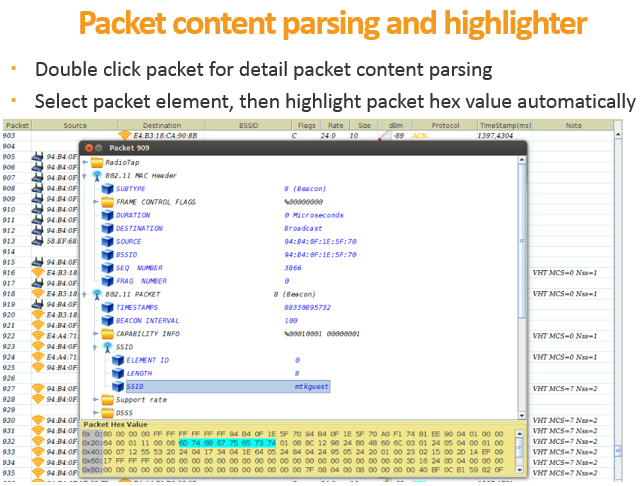 Packet content parsing and highlighter
Double click packet for detail packet content parsing
Select packet element, then highlight packet hex value automatically
Packet Source Destination BSSID Flags Rate Size dBm Protocol TimeStamp(ms) Note
903 E4:B3:18:CA:90:8B C 24.0 10 -89 ACK 1397,4304
904
Packet 909
905 94:B4:0F
906 94:B4:0F
907 94:B4:0F
908 94:B4:0F
909 94:B4:0F
910 94:B4:0F
911 94:B4:0F
912 94:B4:0F
913 58:EF:68
914
915 94:B4:0F
916 E4:B3:18: VHT MCS=0 Nss=1
917 94:B4:0F
918 E4:B3:18: VHT MCS=0 Nss=1
919 94:B4:0F
920 E4:B3:18:
921 94:B4:0F
922 E4:A4:71: VHT MCS=0 Nss=1
923 94:B4:0F
924 E4:A4:71: VHT MCS=0 Nss=1
925 94:B4:0F
926
927 94:B4:0F VHT MCS=7 Nss=2
928 94:B4:0F
929
930 94:B4:0F VHT MCS=7 Nss=2
931 94:B4:0F VHT MCS=7 Nss=2
932 94:B4:0F VHT MCS=7 Nss=2
933 94:B4:0F VHT MCS=7 Nss=2
934 94:B4:0F VHT MCS=7 Nss=2
935 94:B4:0F VHT MCS=7 Nss=2
RadioTap
802.11 MAC Header
SUBTYPE 8 (Beacon)
FRAME CONTROL FLAGS %00000000
DURATION 0 Microseconds
DESTINATION Broadcast
SOURCE 94:B4:0F:1E:5F:70
BSSID 94:B4:0F:1E:5F:70
SEQ NUMBER 3866
FRAG NUMBER 0
802.11 PACKET 8 (Beacon)
TIMESTAMPS 88330895732
BEACON INTERVAL 100
CAPABILITY INFO %00010001 00000001
SSID
ELEMENT ID 0
LENGTH 8
SSID mtkguest
Support rate
DSSS
Packet Hex Value
0x 0:80 00 00 00 FF FF FF FF FF FF 94 B4 0F 1E 5F 70 94 B4 0F 1E 5F 70 A0 F1 74 81 EE 90 04 01 00 00
0x20:64 00 01 11 00 08 6D 74 6B 67 75 65 73 74 01 08 0C 12 98 24 B0 48 60 6C 03 01 24 05 04 00 01 00
0x40:00 07 12 55 53 20 24 04 17 34 04 1E 64 05 24 84 04 24 95 05 24 20 01 00 23 02 15 00 2D 1A EF 09
0x60:17 FF FF FF 00 00 00 00 00 00 00 00 00 00 00 00 00 00 00 00 00 00 3D 16 24 0D 04 00 00 00
0x80:00 00 00 00 00 00 00 00 00 00 00 00 00 00 00 7F 08 04 00 08 00 00 00 00 40 BF 0C B1 59 82 0F